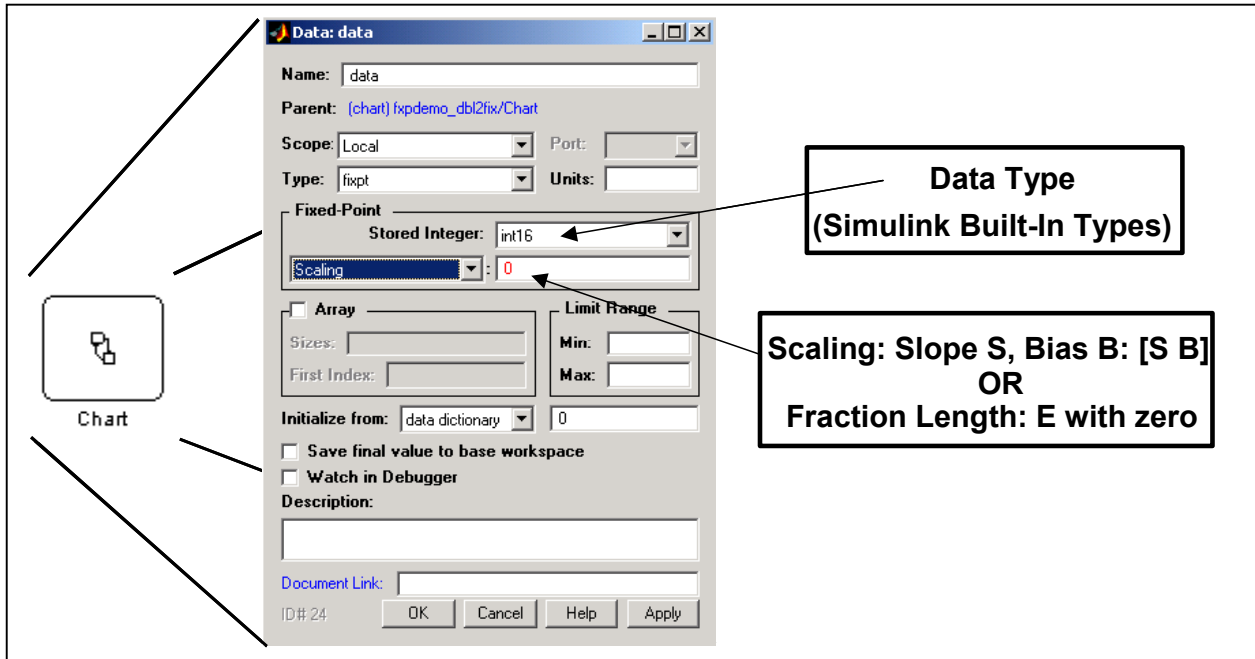 Data: data
Name: data
Parent: (chart) fxpdemo_dbl2fix/Chart
Scope: Local Port:
Type: fixpt Units:
Fixed-Point
Stored Integer: int16
Scaling : 0
Array
Sizes:
First Index:
Limit Range
Min:
Max:
Initialize from: data dictionary 0
Save final value to base workspace
Watch in Debugger
Description:
Document Link:
ID# 24 OK Cancel Help Apply
Chart
Data Type
(Simulink Built-In Types)
Scaling: Slope S, Bias B: [S B]
OR
Fraction Length: E with zero